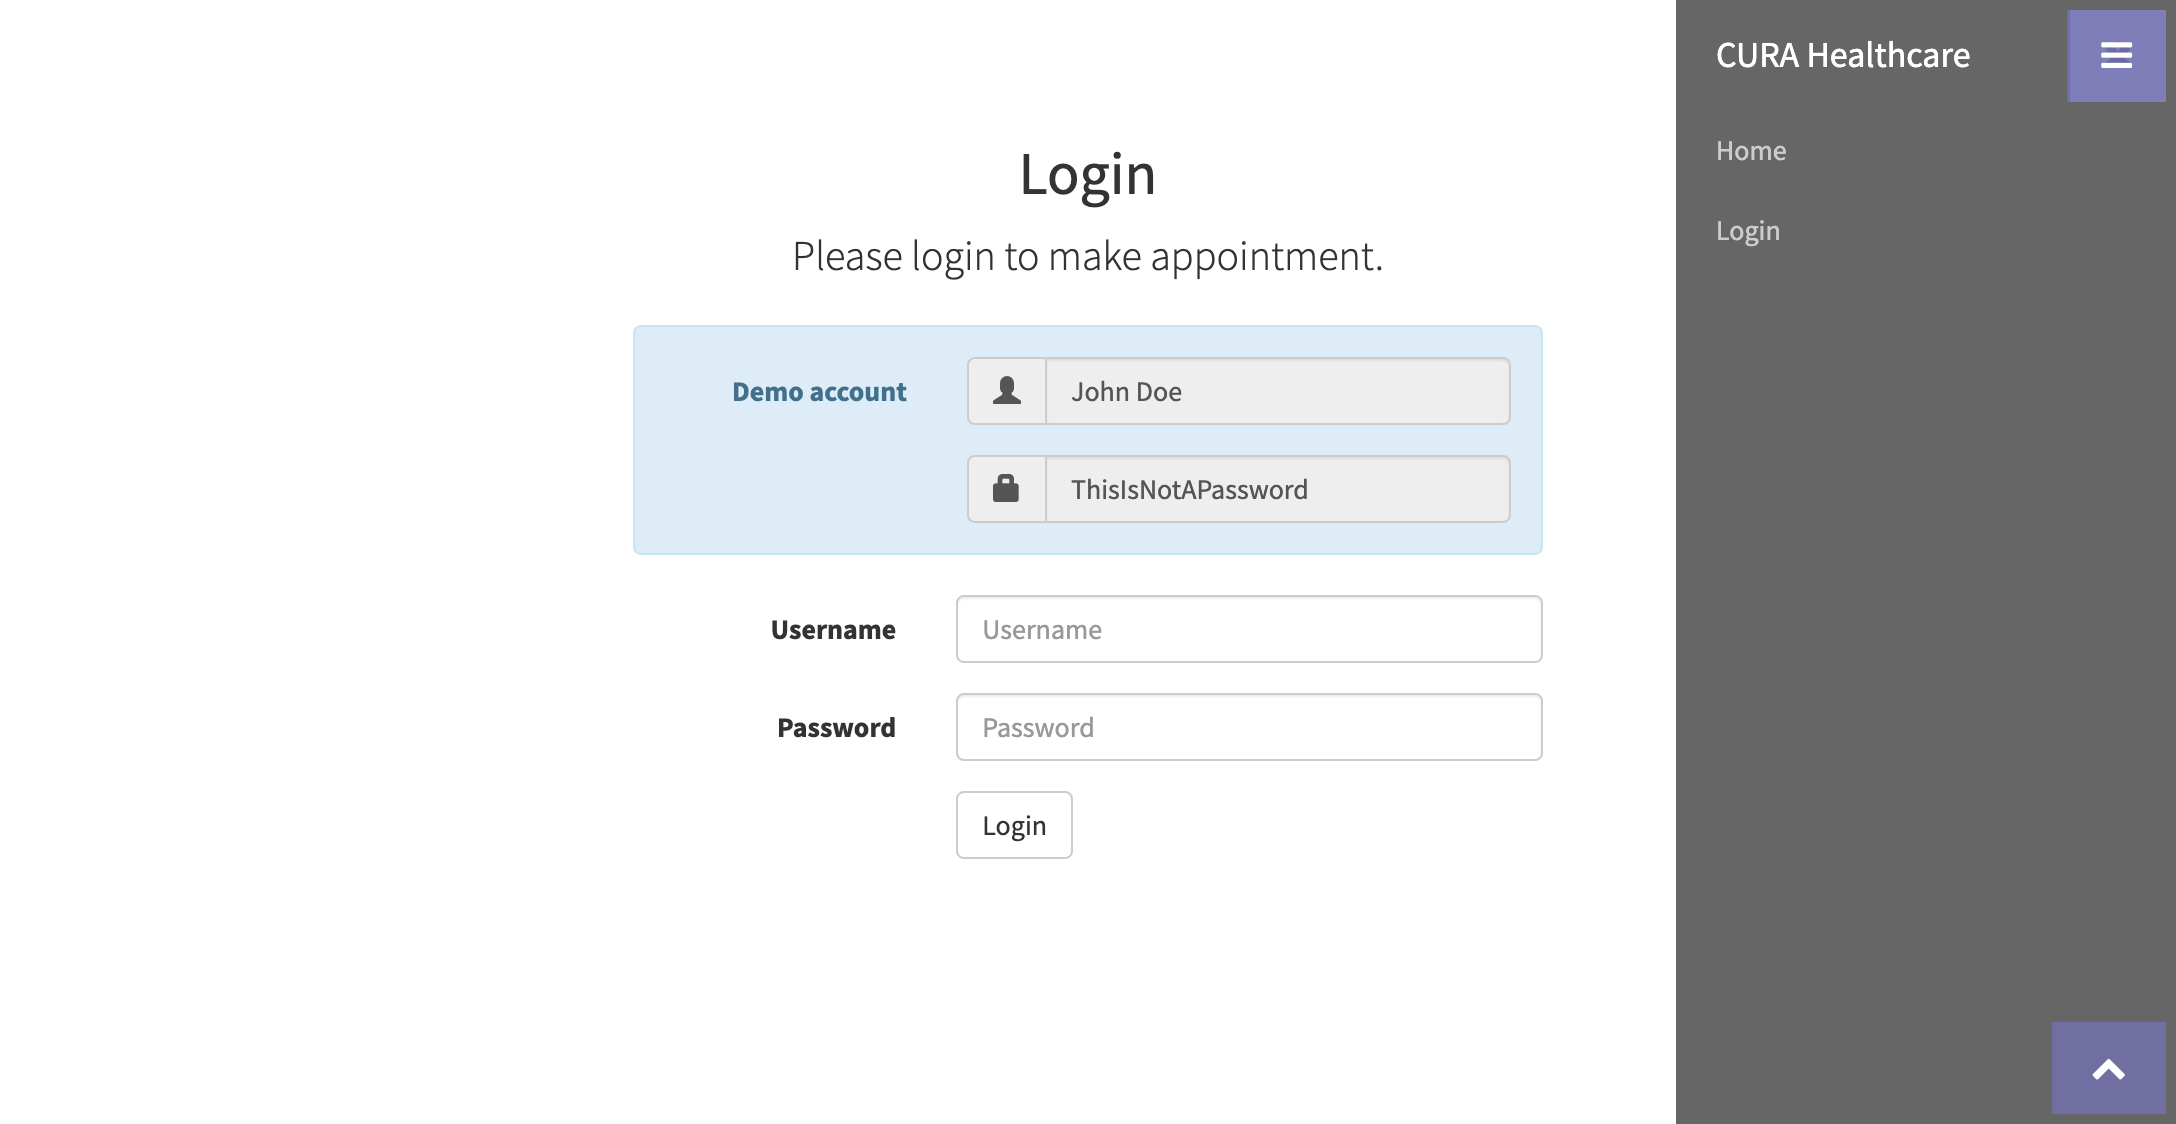 Login
Please login to make appointment.
Demo account
John Doe
ThisIsNotAPassword
Username
Username
Password
Password
Login
CURA Healthcare
Home
Login